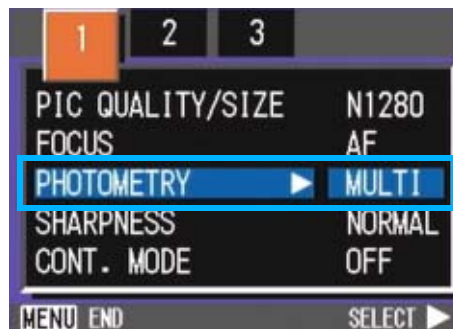 1 2 3
PIC QUALITY/SIZE N1280
FOCUS AF
PHOTOMETRY MULTI
SHARPNESS NORMAL
CONT. MODE OFF
MENU END SELECT